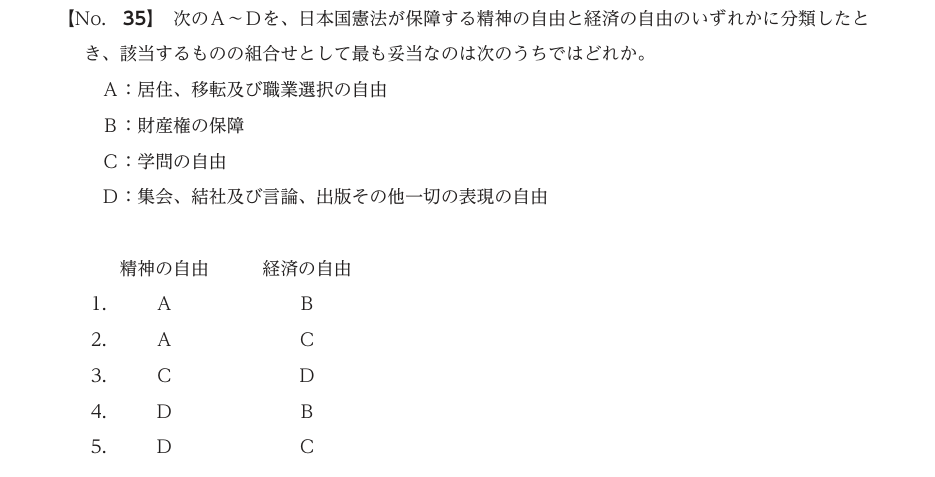 【No. 35】 次のA~Dを、日本国憲法が保障する精神の自由と経済の自由のいずれかに分類したと
き、該当するものの組合せとして最も妥当なのは次のうちではどれか。
A:居住、移転及び職業選択の自由
B:財産権の保障
C:学問の自由
D:集会、結社及び言論、出版その他一切の表現の自由
精神の自由 経済の自由
1. A B
2. A C
3. C D
4. D B
5. D C